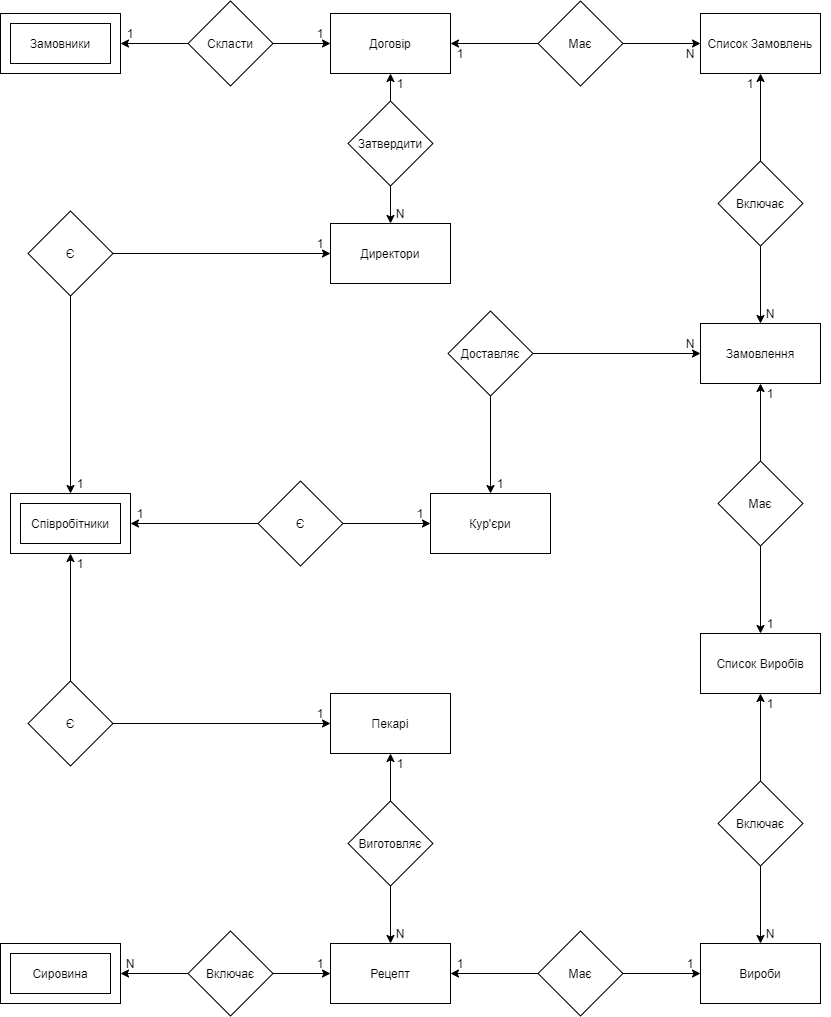 Замовники
1
Скласти
1
Договір
1
Має
N
Список Замовлень
1
1
Затвердити
N
Включає
Є
1
Директори
N
Доставляє
N
Замовлення
1
1
1
Співробітники
1
Є
1
Кур'єри
Має
1
1
Список Виробів
1
Є
1
Пекарі
1
Виготовляє
Включає
N
N
Сировина
N
Включає
1
Рецепт
1
Має
1
Вироби